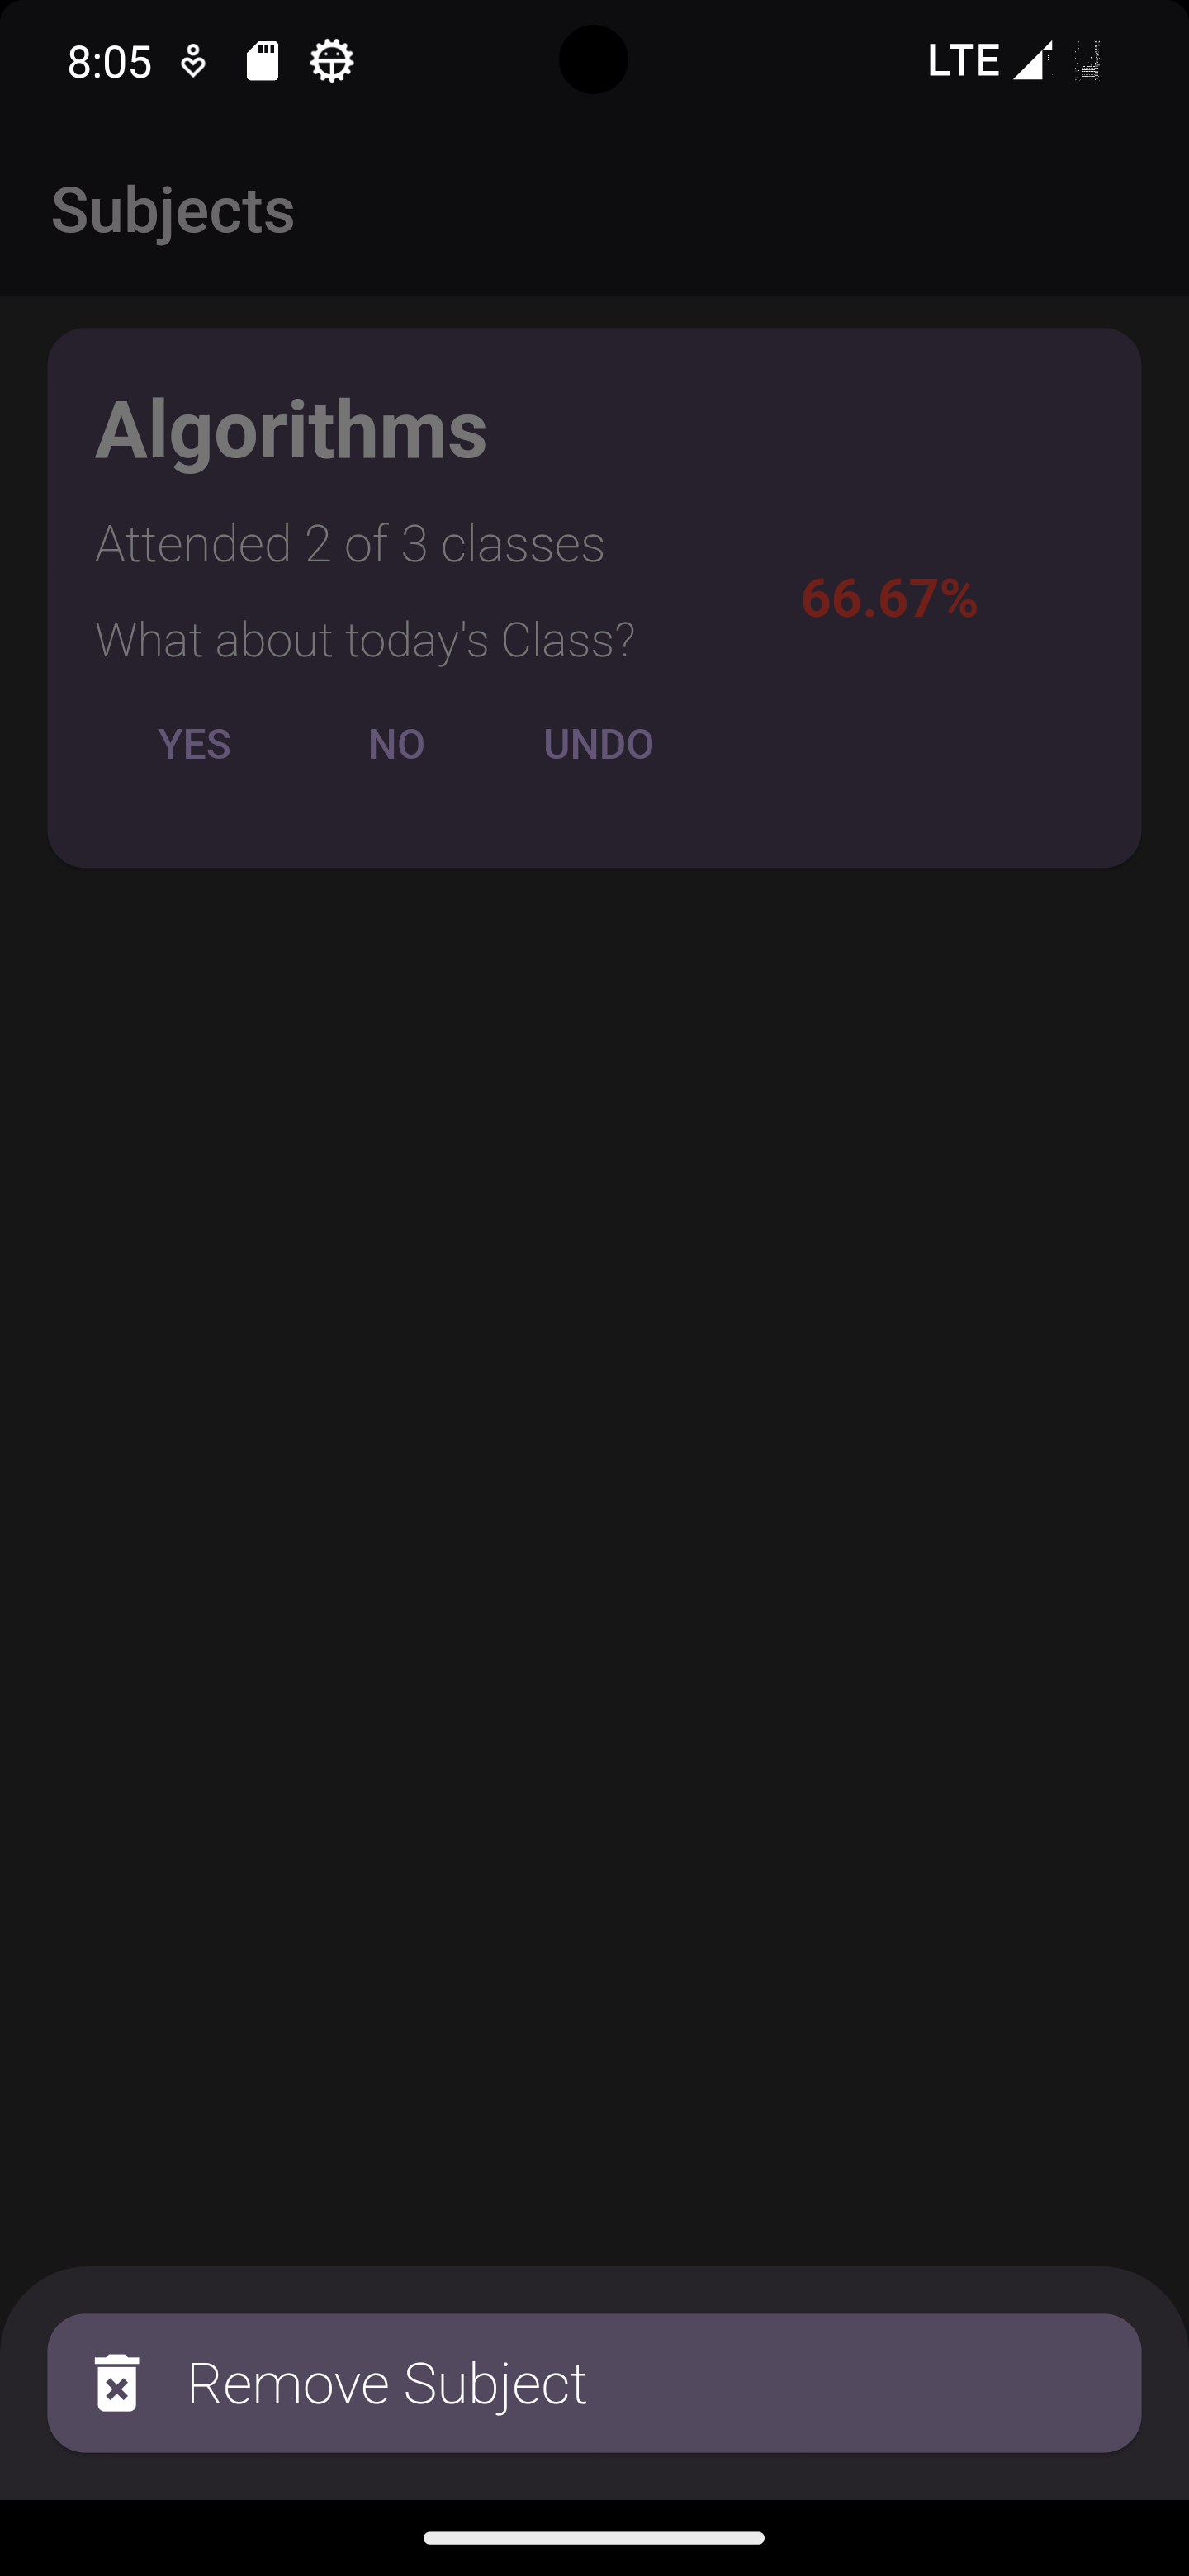 8:05 LTE
Subjects
Algorithms
Attended 2 of 3 classes
66.67%
What about today's Class?
YES NO UNDO
Remove Subject